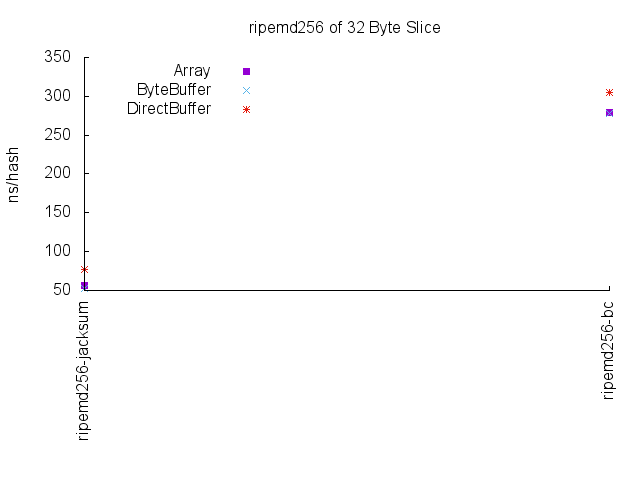 ripemd256 of 32 Byte Slice
350
300
250
200
150
100
50
ns/hash
Array
ByteBuffer
DirectBuffer
ripemd256-jacksum
ripemd256-bc